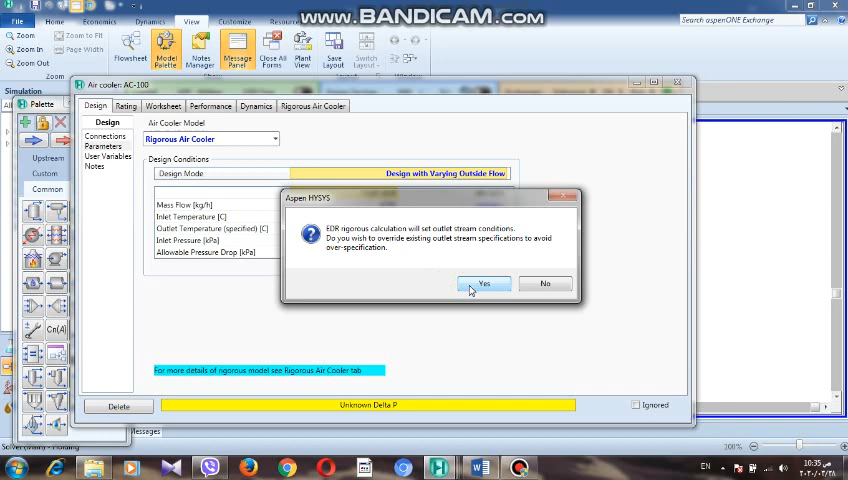 WWW.BANDICAM.COM
File
Home
Economics
Dynamics
View
Customize
Resources
Search aspenONE Exchange
Zoom
Zoom to Fit
Zoom In
Page Width
Zoom Out
Zoom
Flowsheet
Model Palette
Notes Manager
Message Panel
Close All Forms
Plant View
Save Layout
Switch Layout
Show
Layout
Simulation
All
Air cooler: AC-100
Palette
Upstream
Custom
Common
Cn(A)
Design
Rating
Worksheet
Performance
Dynamics
Rigorous Air Cooler
Design
Connections
Parameters
User Variables
Notes
Air Cooler Model
Rigorous Air Cooler
Design Conditions
Design Mode
Design with Varying Outside Flow
Mass Flow [kg/h]
Inlet Temperature [C]
Outlet Temperature (specified) [C]
Inlet Pressure [kPa]
Allowable Pressure Drop [kPa]
Aspen HYSYS
EDR rigorous calculation will set outlet stream conditions.
Do you wish to override existing outlet stream specifications to avoid
over-specification.
Yes
No
For more details of rigorous model see Rigorous Air Cooler tab
Delete
Unknown Delta P
Ignored
Messages
100%
EN
10:35 ص